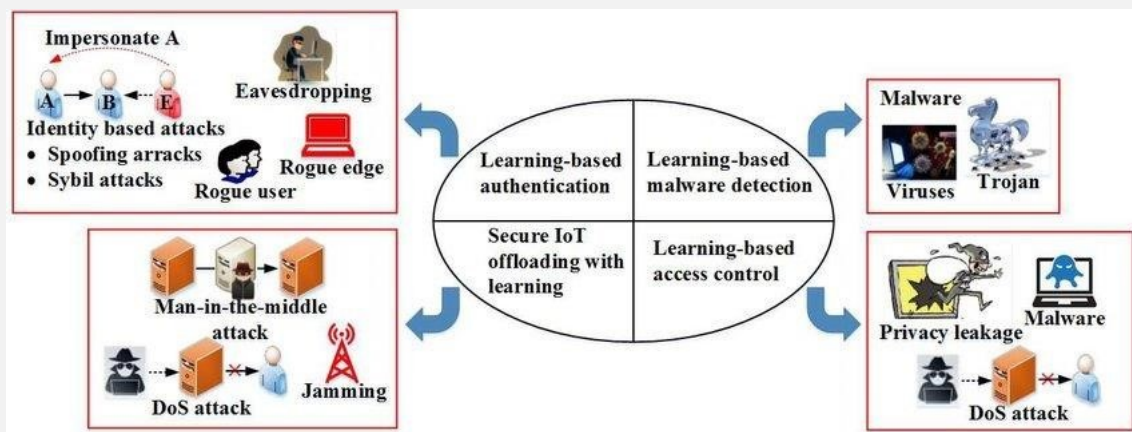 Impersonate A
A
B
E
Eavesdropping
Identity based attacks
• Spoofing arracks
• Sybil attacks
Rogue edge
Rogue user
Learning-based
authentication
Learning-based
malware detection
Secure IoT
offloading with
learning
Learning-based
access control
Malware
Viruses
Trojan
Man-in-the-middle
attack
DoS attack
Jamming
Privacy leakage
Malware
DoS attack